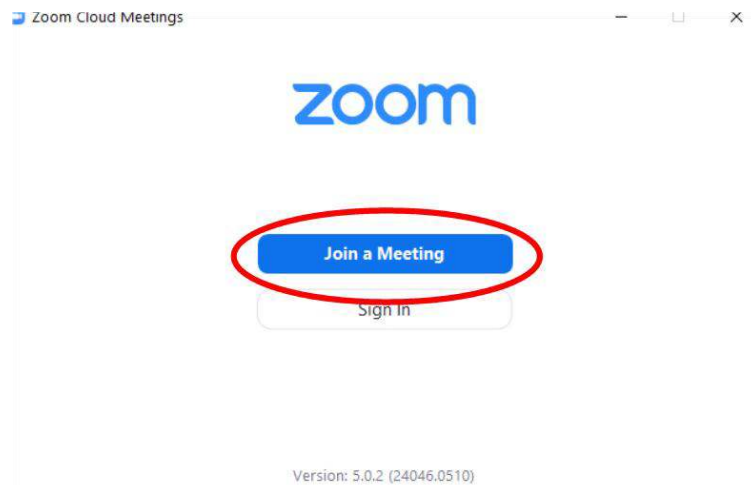 Zoom Cloud Meetings
zoom
Join a Meeting
Sign In
Version: 5.0.2 (24046.0510)